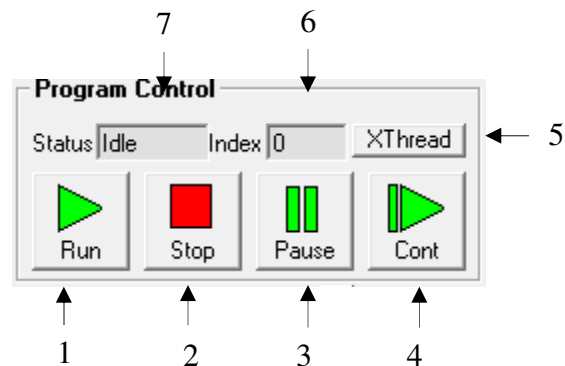 7 6
Program Control
Status Idle Index 0 XThread 5
Run Stop Pause Cont
1 2 3 4